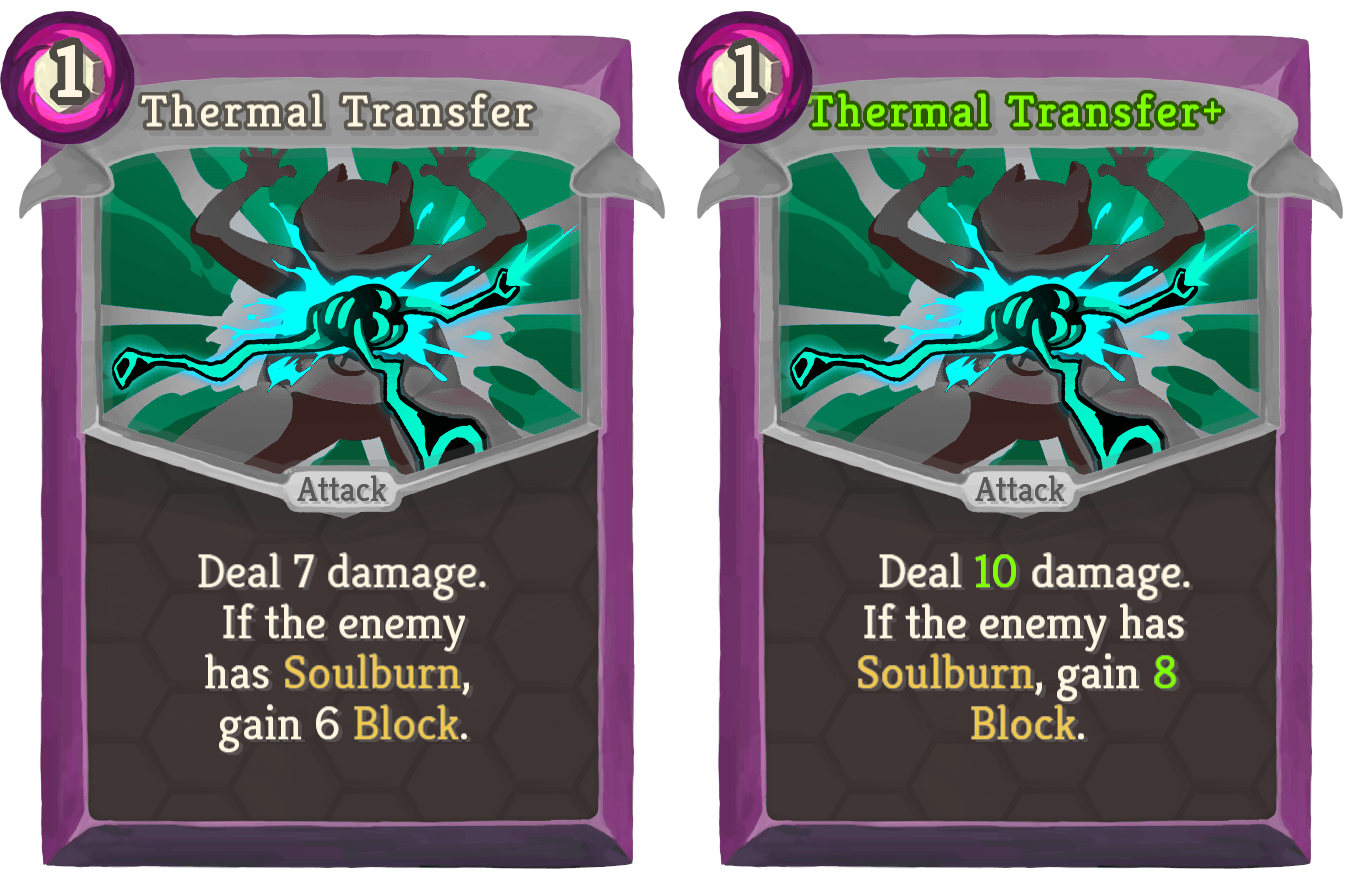 1
Thermal Transfer
Attack
Deal 7 damage.
If the enemy
has Soulburn,
gain 6 Block.
1
Thermal Transfer+
Attack
Deal 10 damage.
If the enemy has
Soulburn, gain 8
Block.